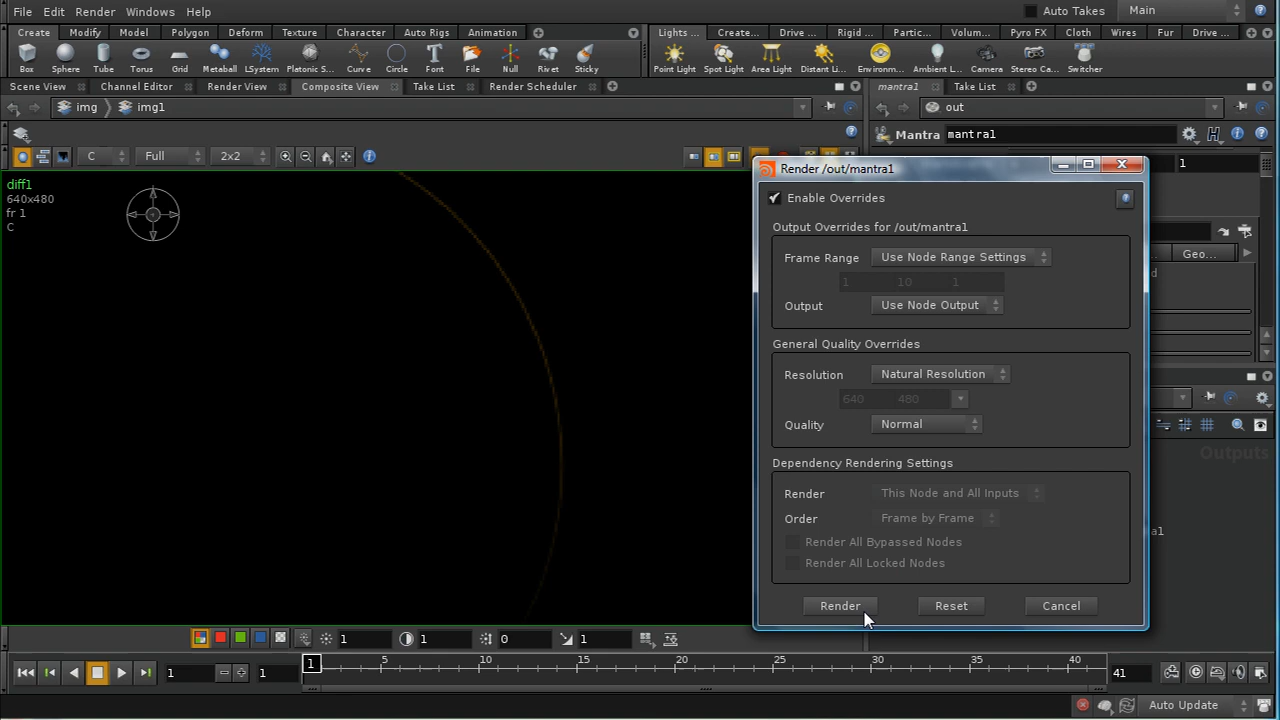 File Edit Render Windows Help Auto Takes Main
Create Modify Model Polygon Deform Texture Character Auto Rigs Animation Lights ... Create... Drive ... Rigid ... Partic... Volum... Pyro FX Cloth Wires Fur Drive ...
Box Sphere Tube Torus Grid Metaball LSystem Platonic S... Curve Circle Font File Null Rivet Sticky Point Light Spot Light Area Light Distant Li... Environm... Ambient L... Camera Stereo Ca... Switcher
Scene View Channel Editor Render View Composite View Take List Render Scheduler mantra1 Take List
img img1 out
Mantra mantra1
C Full 2x2 1
diff1
640x480
fr 1
C
Render /out/mantra1
Enable Overrides
Output Overrides for /out/mantra1
Frame Range Use Node Range Settings
1 10 1
Output Use Node Output
General Quality Overrides
Resolution Natural Resolution
640 480
Quality Normal
Dependency Rendering Settings
Render This Node and All Inputs
Order Frame by Frame
Render All Bypassed Nodes
Render All Locked Nodes
Render Reset Cancel
Geo...
Outputs
1 1 0 1
1 1 1 5 10 15 20 25 30 35 40 41
Auto Update